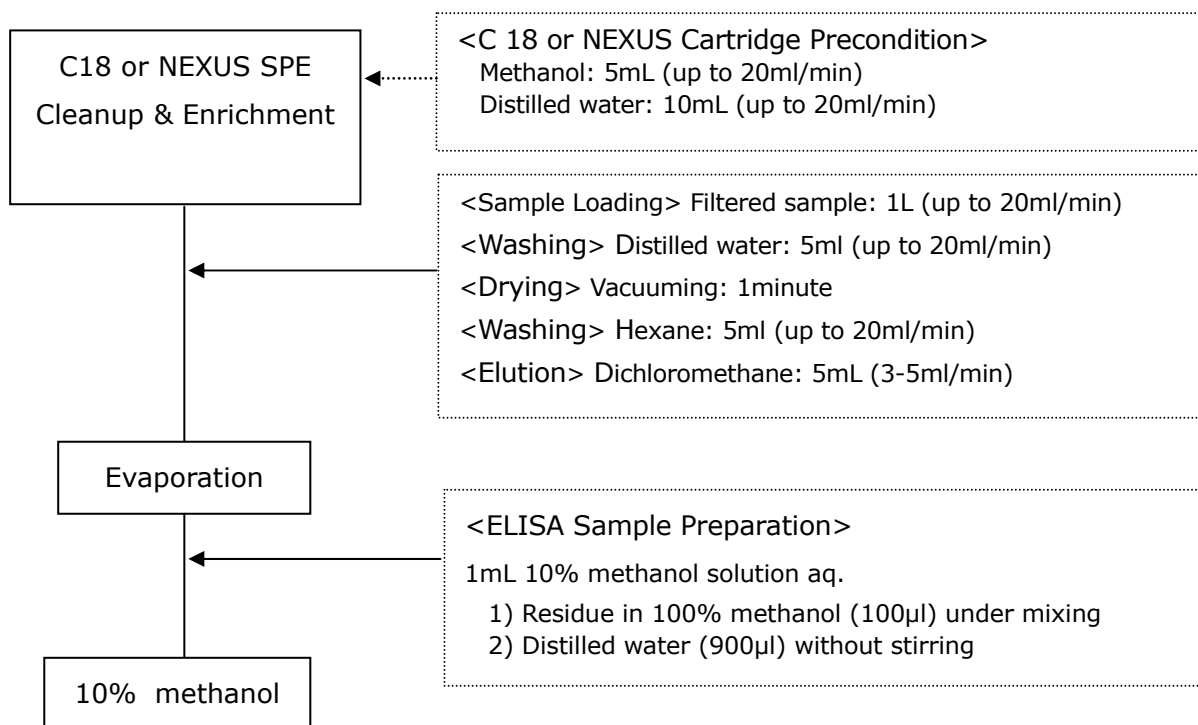 C18 or NEXUS SPE
Cleanup & Enrichment
<C 18 or NEXUS Cartridge Precondition>
Methanol: 5mL (up to 20ml/min)
Distilled water: 10mL (up to 20ml/min)
<Sample Loading> Filtered sample: 1L (up to 20ml/min)
<Washing> Distilled water: 5ml (up to 20ml/min)
<Drying> Vacuuming: 1minute
<Washing> Hexane: 5ml (up to 20ml/min)
<Elution> Dichloromethane: 5mL (3-5ml/min)
Evaporation
<ELISA Sample Preparation>
1mL 10% methanol solution aq.
1) Residue in 100% methanol (100µl) under mixing
2) Distilled water (900µl) without stirring
10% methanol